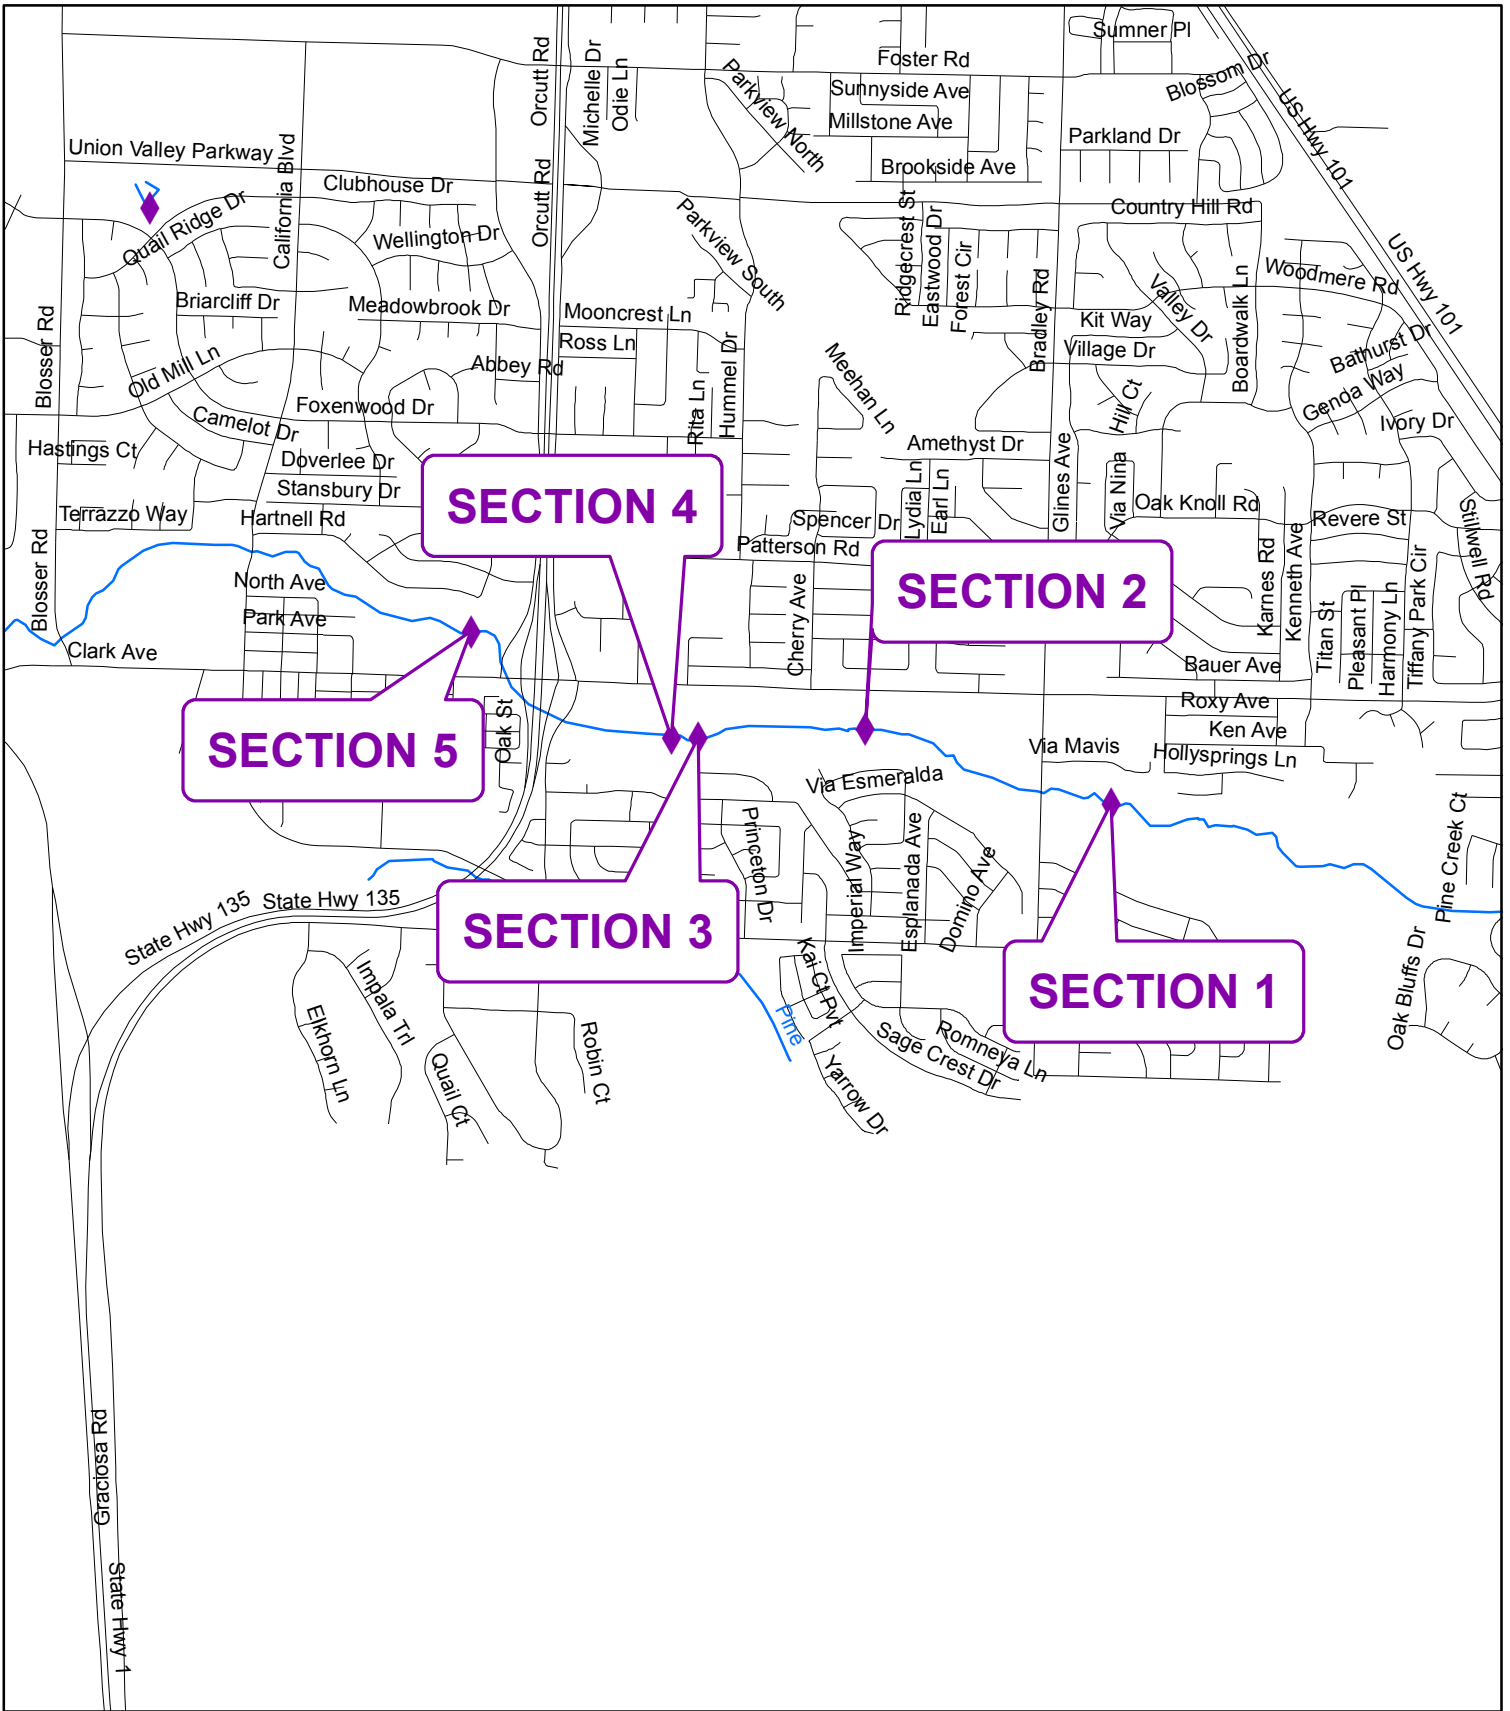 Sumner Pl
Foster Rd
Orcutt Rd
Michelle Dr
Odie Ln
Parkview North
Sunnyside Ave
Blossom Dr
US Hwy 101
Millstone Ave
Parkland Dr
Union Valley Parkway
California Blvd
Brookside Ave
Clubhouse Dr
Orcutt Rd
Quail Ridge Dr
Wellington Dr
Parkview South
Ridgecrest St
Eastwood Dr
Forest Cir
Country Hill Rd
Bradley Rd
Valley Dr
Boardwalk Ln
Woodmere Rd
US Hwy 101
Briarcliff Dr
Meadowbrook Dr
Mooncrest Ln
Kit Way
Blosser Rd
Ross Ln
Village Dr
Bathurst Dr
Old Mill Ln
Abbey Rd
Rita Ln
Hummel Dr
Meehan Ln
Hill Ct
Genda Way
Foxenwood Dr
Camelot Dr
Ivory Dr
Hastings Ct
Amethyst Dr
Glines Ave
Doverlee Dr
Lydia Ln
Earl Ln
Via Nina
Stansbury Dr
SECTION 4
Oak Knoll Rd
Terrazzo Way
Hartnell Rd
Spencer Dr
Revere St
Stillwell Rd
Patterson Rd
Blosser Rd
North Ave
SECTION 2
Karnes Rd
Kenneth Ave
Park Ave
Cherry Ave
Titan St
Pleasant Pl
Harmony Ln
Tiffany Park Cir
Clark Ave
Bauer Ave
Roxy Ave
Oak St
Ken Ave
SECTION 5
Via Mavis
Hollysprings Ln
Via Esmeralda
Princeton Dr
Imperial Way
Esplanada Ave
Domino Ave
Pine Creek Ct
State Hwy 135
State Hwy 135
SECTION 3
Kai Ct Pvt
SECTION 1
Oak Bluffs Dr
Impala Trl
Elkhorn Ln
Pine
Quail Ct
Robin Ct
Sage Crest Dr
Romneya Ln
Yarrow Dr
Graciosa Rd
State Hwy 1